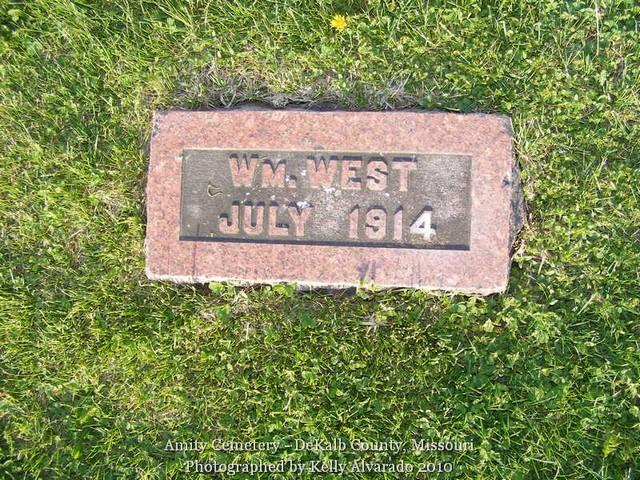 WM. WEST
JULY 1914
Amity Cemetery - DeKalb County, Missouri
Photographed by Kelly Alvarado 2010